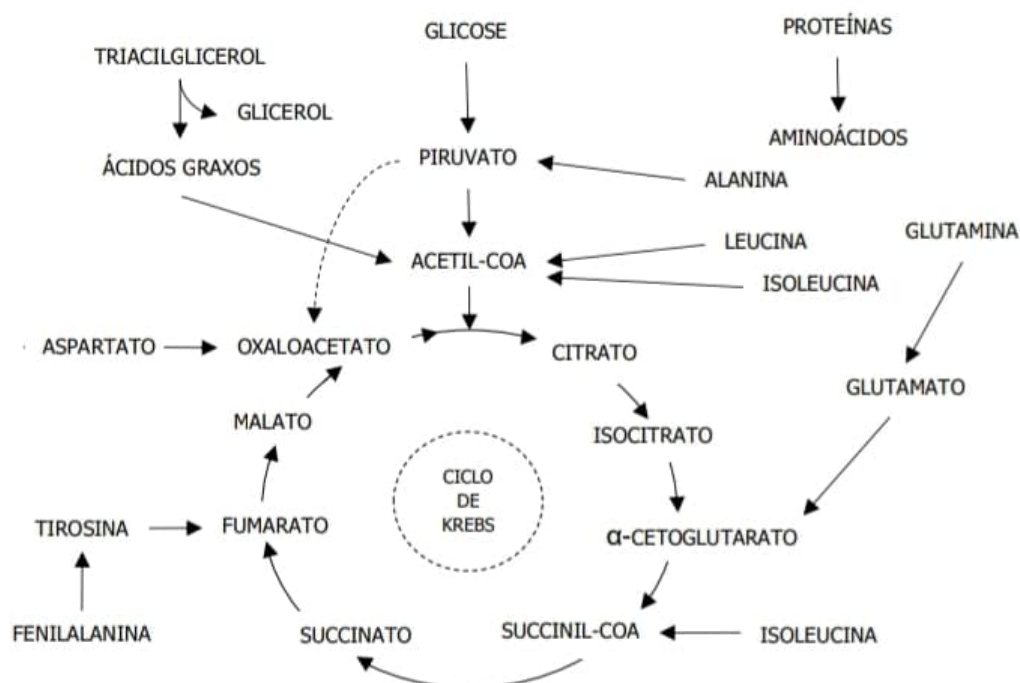 GLICOSE
PROTEÍNAS
TRIACILGLICEROL
GLICEROL
AMINOÁCIDOS
ÁCIDOS GRAXOS
PIRUVATO
ALANINA
LEUCINA
GLUTAMINA
ACETIL-COA
ISOLEUCINA
ASPARTATO
OXALOACETATO
CITRATO
GLUTAMATO
MALATO
ISOCITRATO
CICLO
DE
KREBS
TIROSINA
FUMARATO
α-CETOGLUTARATO
FENILALANINA
SUCCINATO
SUCCINIL-COA
ISOLEUCINA